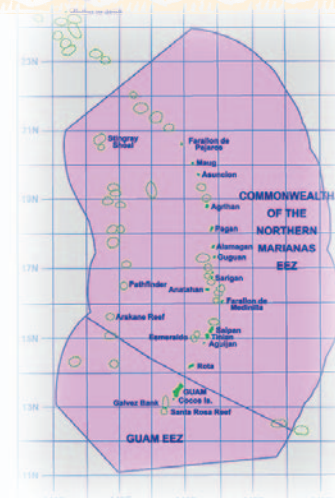 23N
21N
Stingray
Shoal
Farallon de
Pajaros
Maug
Asuncion
19N
Agrihan
COMMONWEALTH
OF THE
NORTHERN
MARIANAS
EEZ
Pagan
Alamagan
Guguan
17N
Sarigan
Pathfinder
Anatahan
Farallon de
Medinilla
Arakane Reef
Saipan
Esmeralda
Tinian
Aguijan
15N
Rota
GUAM
Cocos Is.
Galvez Bank
Santa Rosa Reef
13N
GUAM EEZ
11N